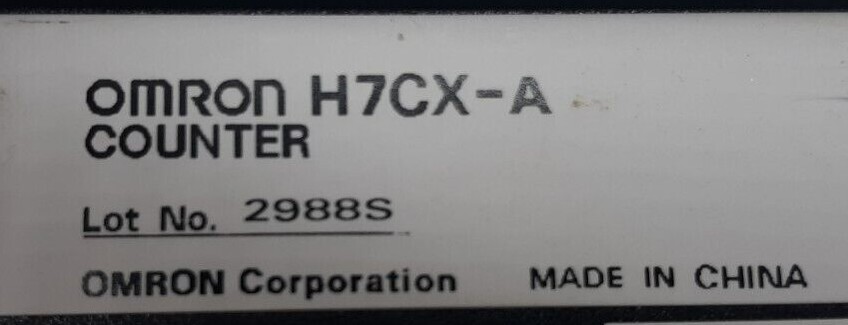 OMRON H7CX-A
COUNTER
Lot No. 2988S
OMRON Corporation MADE IN CHINA